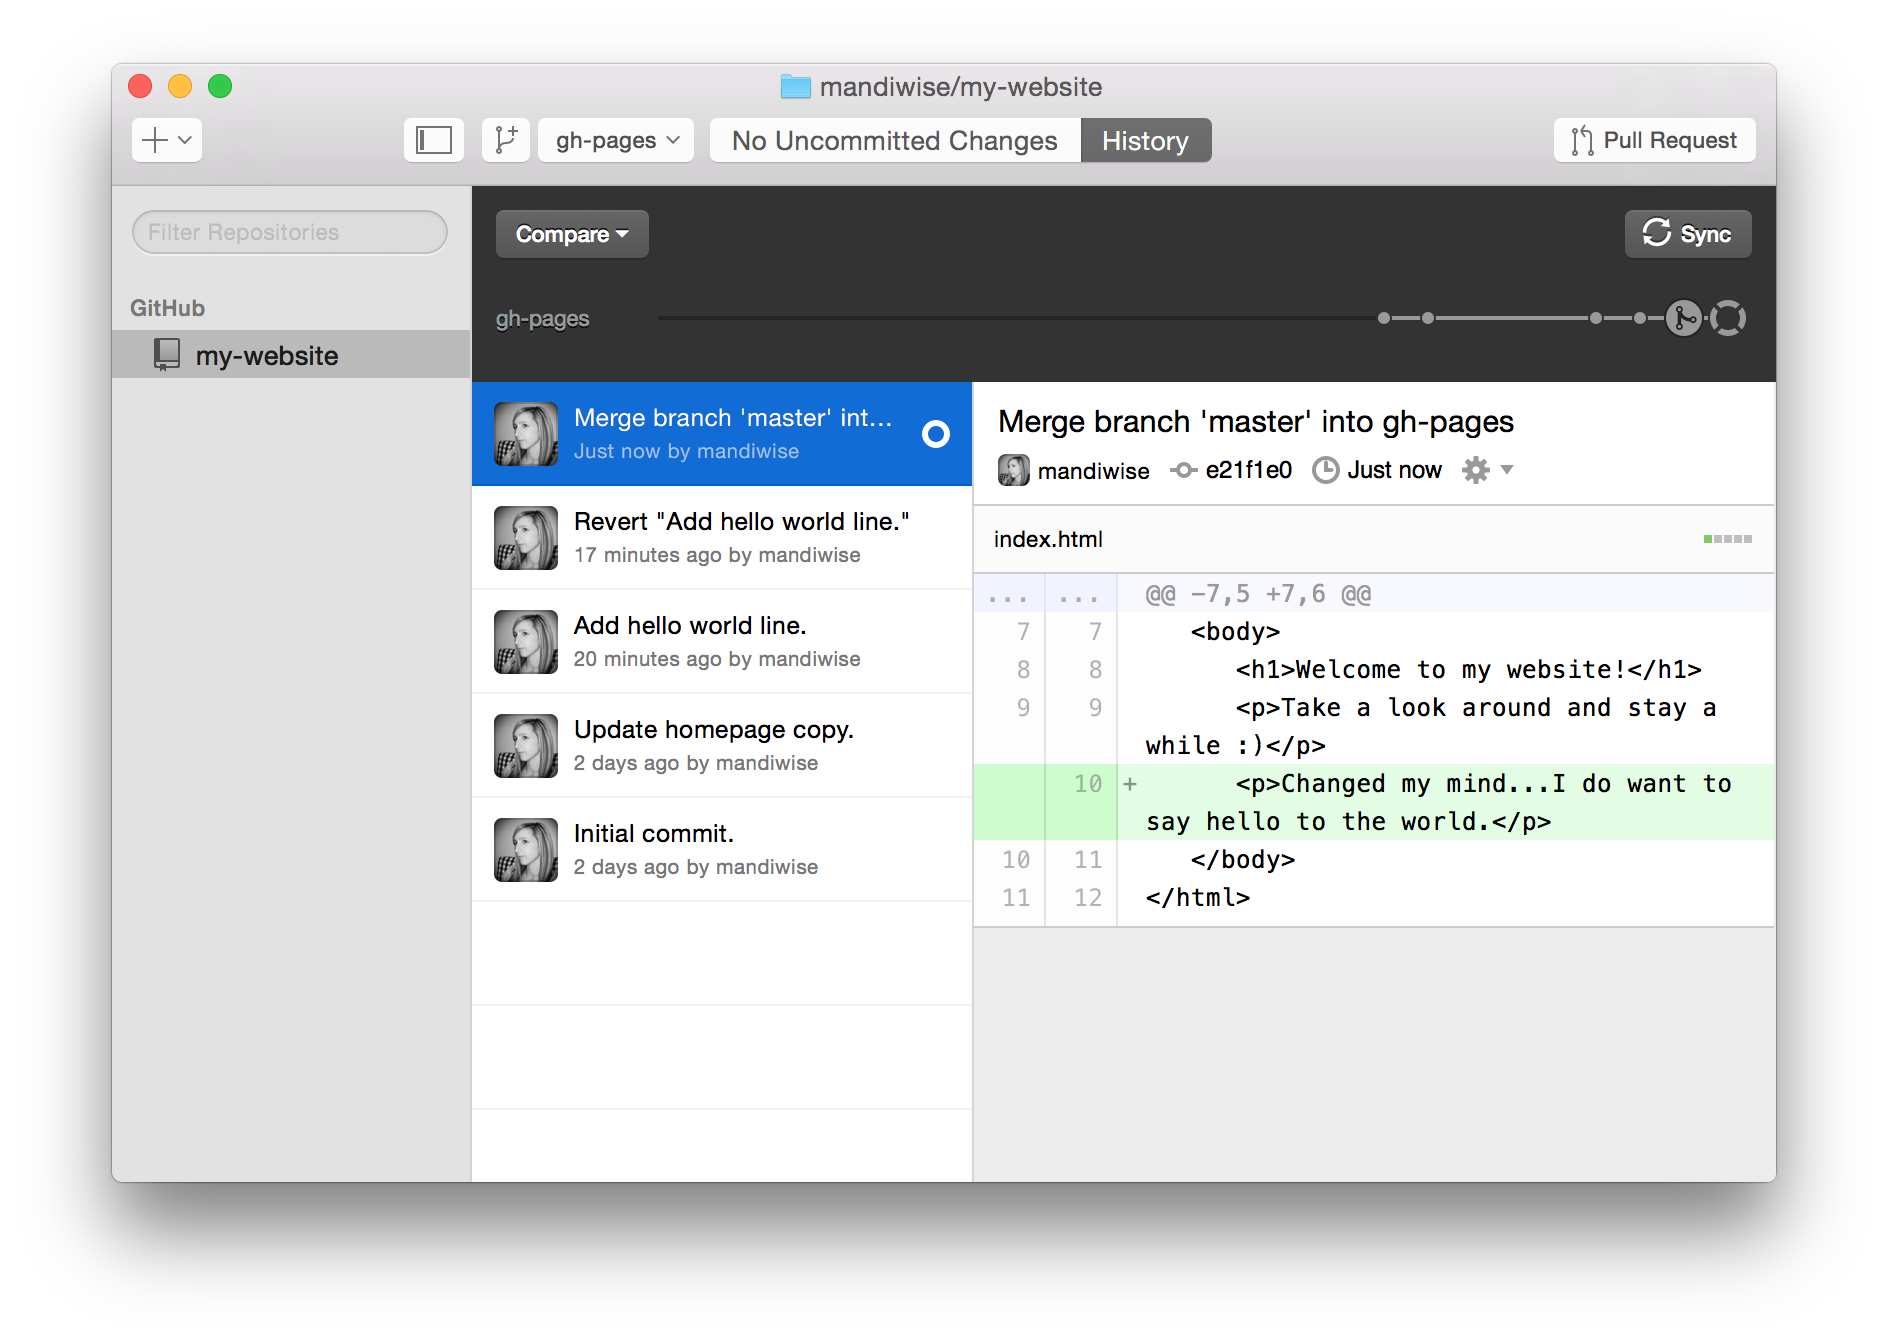 mandiwise/my-website
gh-pages
No Uncommitted Changes
History
Pull Request
Filter Repositories
GitHub
my-website
Compare
Sync
gh-pages
Merge branch 'master' int...
Just now by mandiwise
Revert "Add hello world line."
17 minutes ago by mandiwise
Add hello world line.
20 minutes ago by mandiwise
Update homepage copy.
2 days ago by mandiwise
Initial commit.
2 days ago by mandiwise
Merge branch 'master' into gh-pages
mandiwise e21f1e0 Just now
index.html
... ... @@ -7,5 +7,6 @@
7 7 <body>
8 8 <h1>Welcome to my website!</h1>
9 9 <p>Take a look around and stay a
while :)</p>
10 + <p>Changed my mind...I do want to
say hello to the world.</p>
10 11 </body>
11 12 </html>